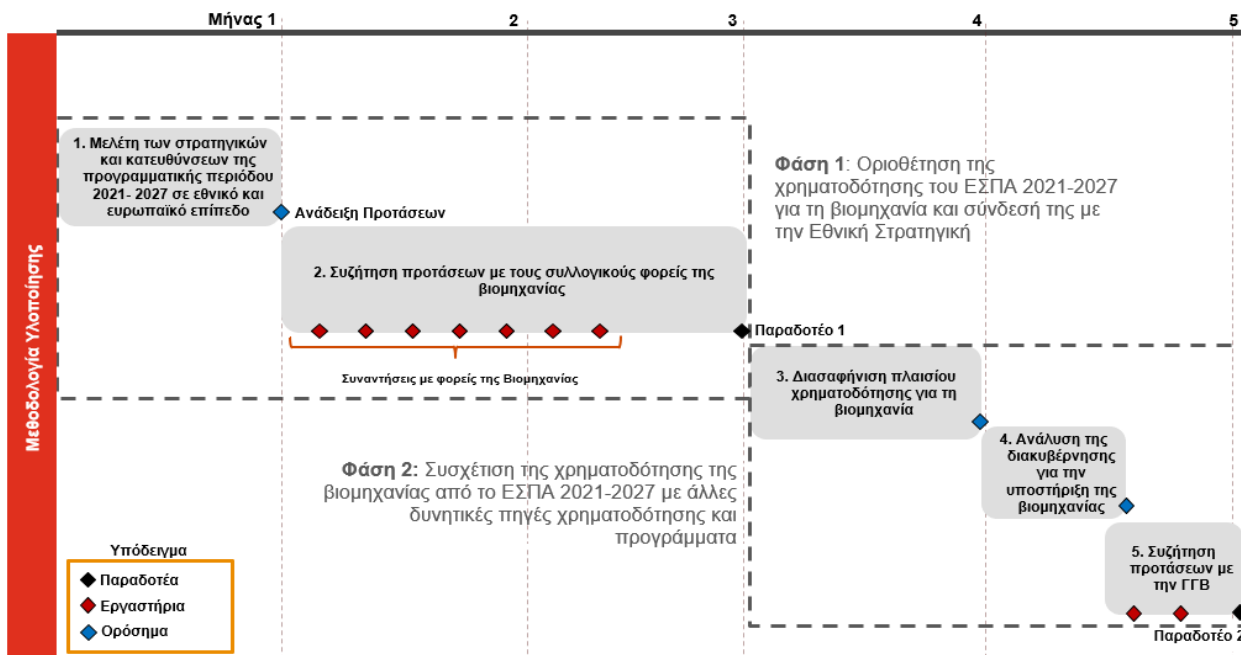 Μήνας 1
2
3
4
5
Μεθοδολογία Υλοποίησης
1. Μελέτη των στρατηγικών
και κατευθύνσεων της
προγραμματικής περιόδου
2021- 2027 σε εθνικό και
ευρωπαϊκό επίπεδο
Ανάδειξη Προτάσεων
Φάση 1: Οριοθέτηση της
χρηματοδότησης του ΕΣΠΑ 2021-2027
για τη βιομηχανία και σύνδεσή της με
την Εθνική Στρατηγική
2. Συζήτηση προτάσεων με τους συλλογικούς φορείς της
βιομηχανίας
Παραδοτέο 1
Συναντήσεις με φορείς της Βιομηχανίας
3. Διασαφήνιση πλαισίου
χρηματοδότησης για τη
βιομηχανία
Φάση 2: Συσχέτιση της χρηματοδότησης της
βιομηχανίας από το ΕΣΠΑ 2021-2027 με άλλες
δυνητικές πηγές χρηματοδότησης και
προγράμματα
4. Ανάλυση της
διακυβέρνησης
για την
υποστήριξη της
βιομηχανίας
5. Συζήτηση
προτάσεων με
την ΓΓΒ
Παραδοτέο 2
Υπόδειγμα
Παραδοτέα
Εργαστήρια
Ορόσημα